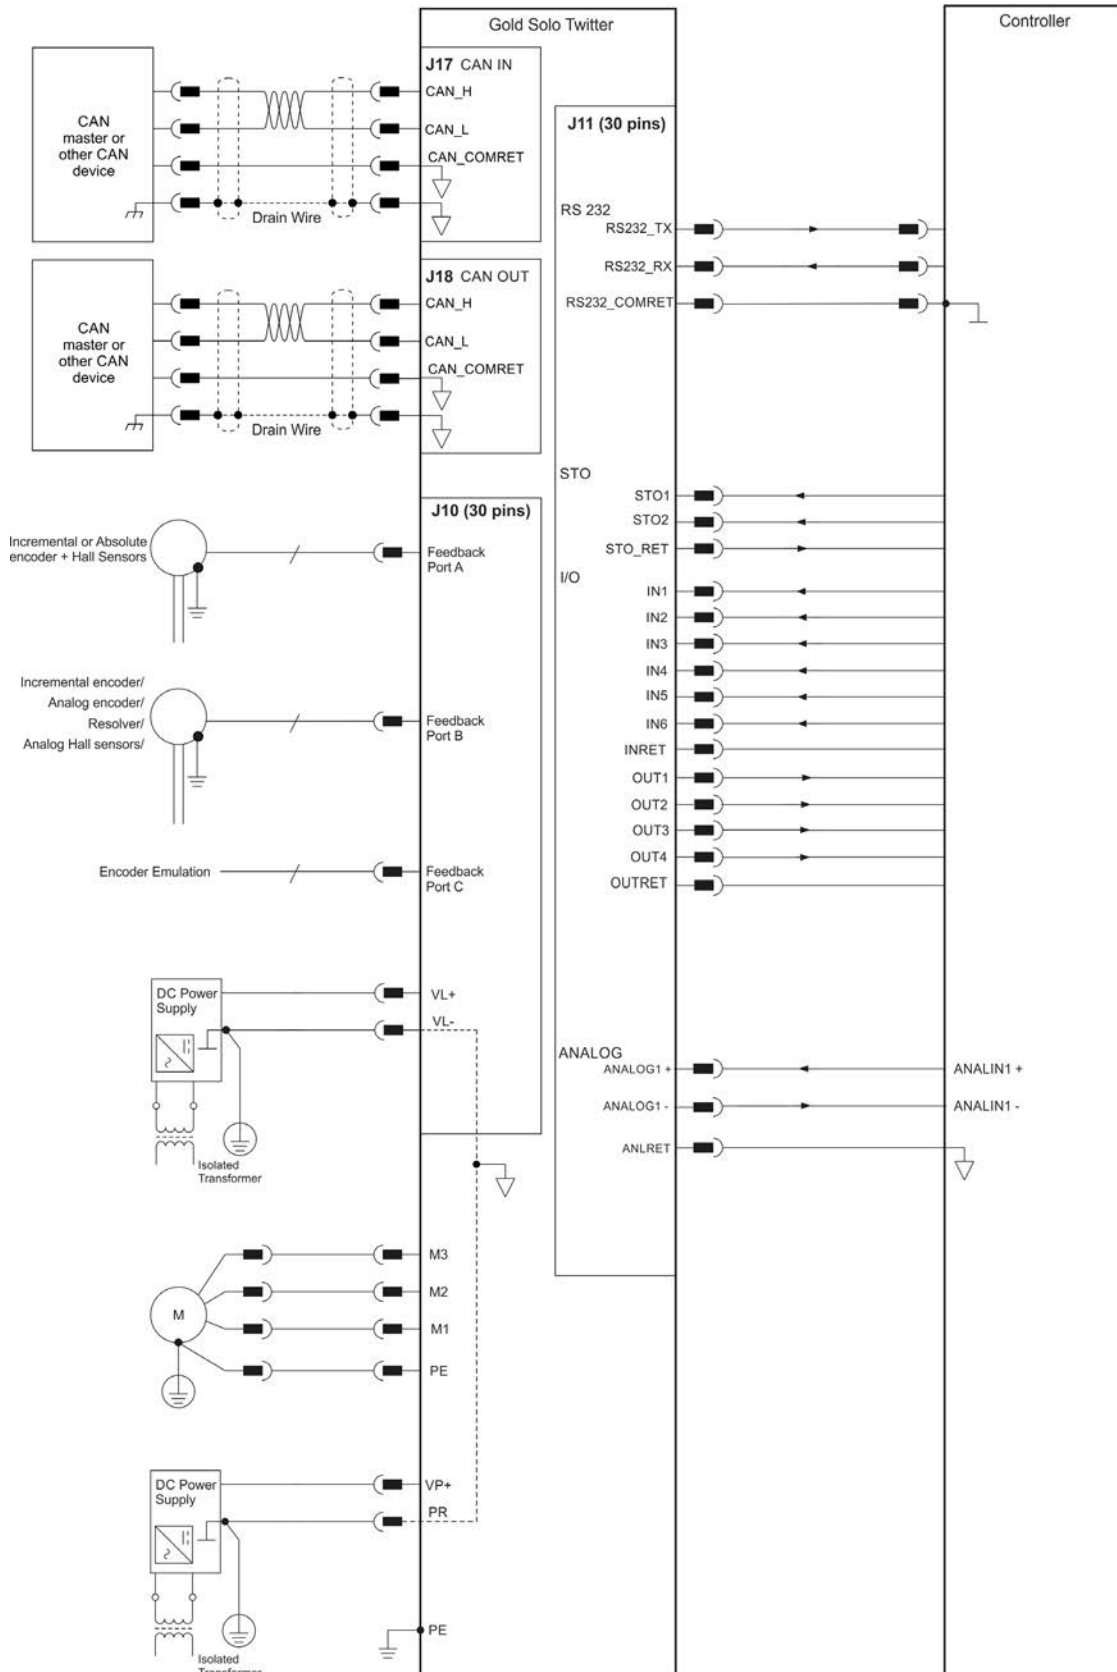 Gold Solo Twitter
Controller
J17 CAN IN
CAN_H
CAN_L
CAN_COMRET
CAN
master or
other CAN
device
Drain Wire
J18 CAN OUT
CAN_H
CAN_L
CAN_COMRET
CAN
master or
other CAN
device
Drain Wire
J10 (30 pins)
Incremental or Absolute
encoder + Hall Sensors
Feedback
Port A
Incremental encoder/
Analog encoder/
Resolver/
Analog Hall sensors/
Feedback
Port B
Encoder Emulation
Feedback
Port C
DC Power
Supply
VL+
VL-
Isolated
Transformer
M
M3
M2
M1
PE
DC Power
Supply
VP+
PR
Isolated
Transformer
PE
J11 (30 pins)
RS 232
RS232_TX
RS232_RX
RS232_COMRET
STO
STO1
STO2
STO_RET
I/O
IN1
IN2
IN3
IN4
IN5
IN6
INRET
OUT1
OUT2
OUT3
OUT4
OUTRET
ANALOG
ANALOG1 +
ANALOG1 -
ANLRET
ANALIN1 +
ANALIN1 -